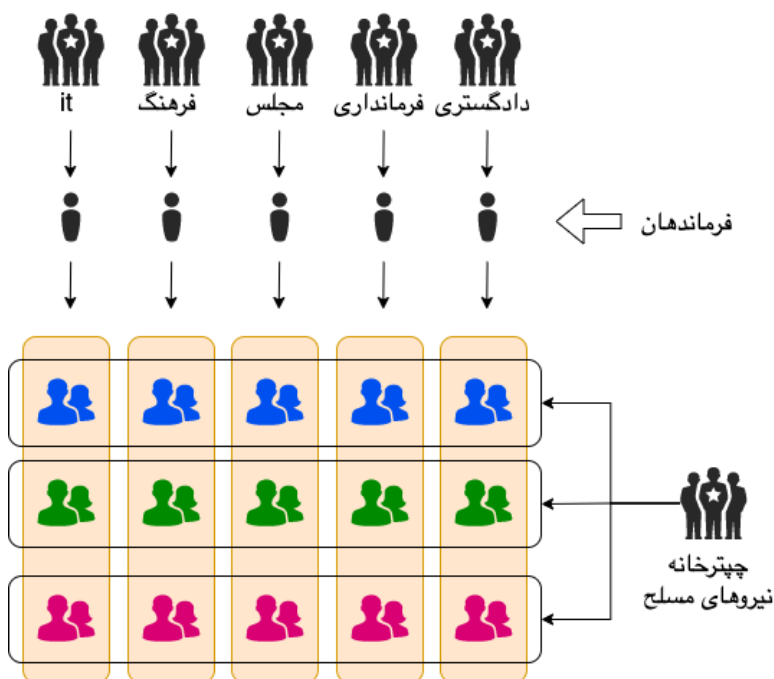 دادگستری
فرمانداری
مجلس
فرهنگ
it
فرماندهان
چپترخانه
نیروهای مسلح